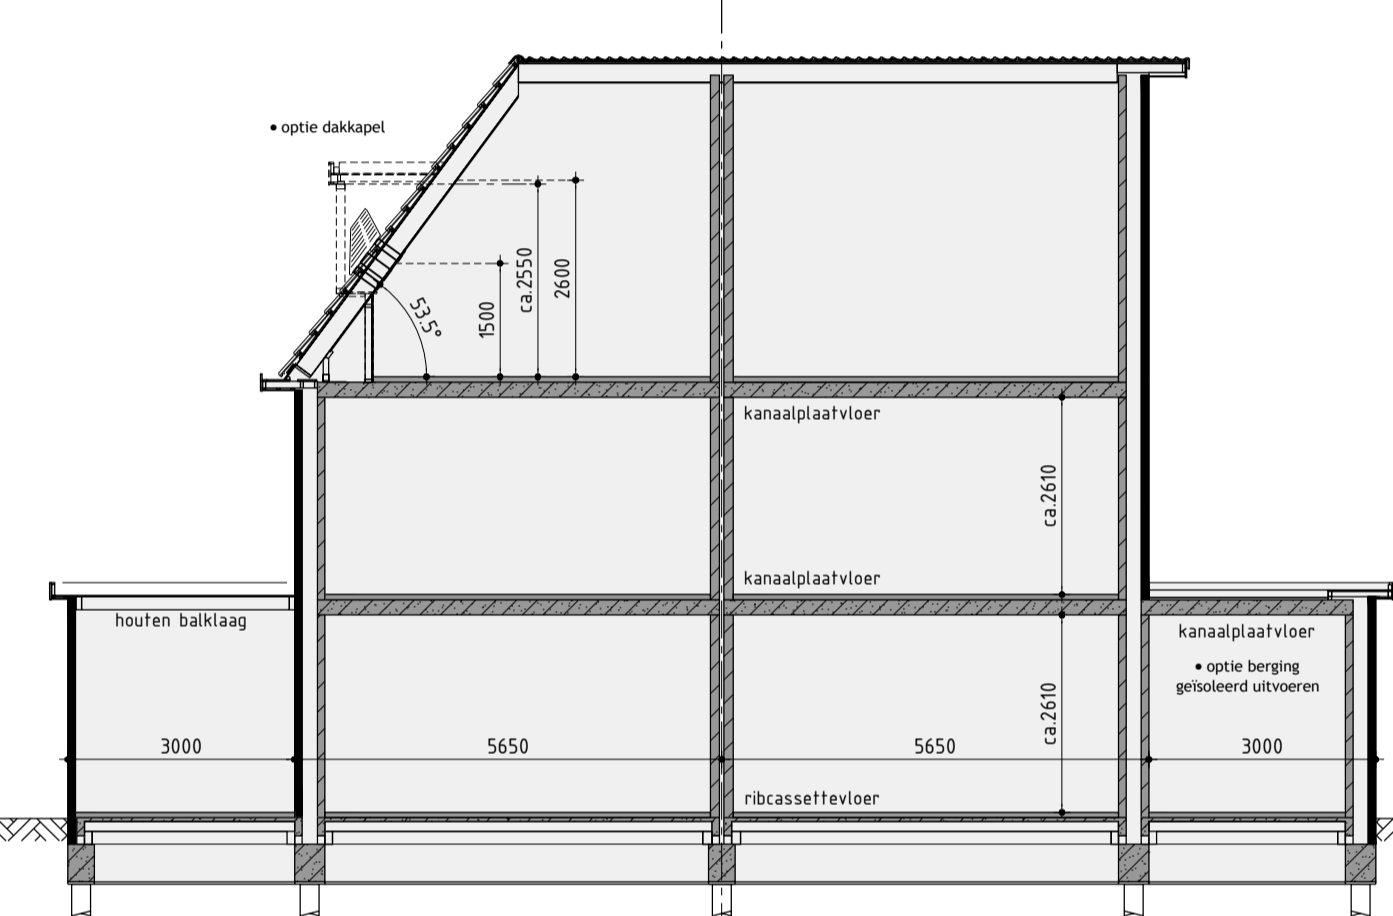 • optie dakkapel
53.5°
1500
ca.2550
2600
kanaalplaatvloer
ca.2610
kanaalplaatvloer
houten balklaag
kanaalplaatvloer
• optie berging
geïsoleerd uitvoeren
ca.2610
3000
5650
5650
3000
ribcassettevloer